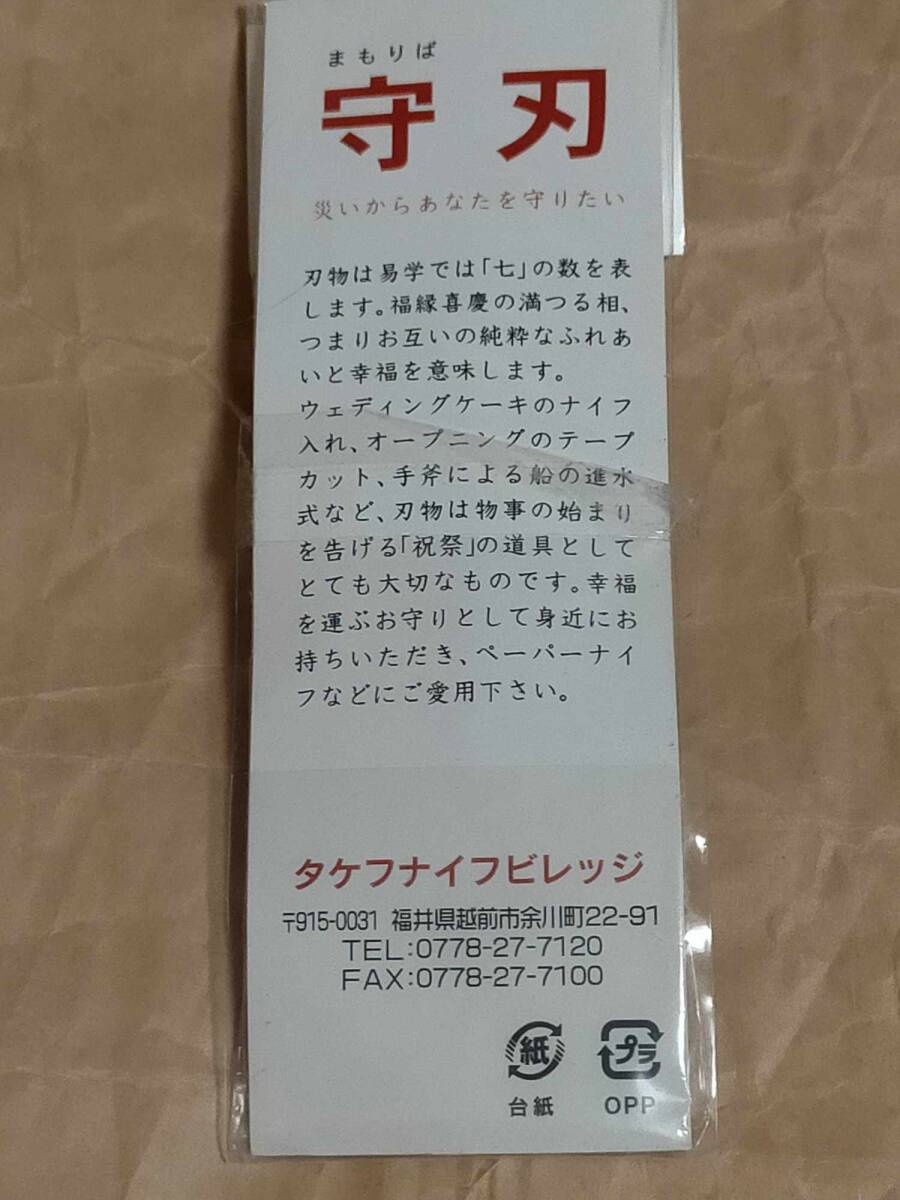 まもりば
守刃
災いからあなたを守りたい
刃物は易学では「七」の数を表
します。福縁喜慶の満つる相、
つまりお互いの純粋なふれあ
いと幸福を意味します。
ウェディングケーキのナイフ
入れ、オープニングのテープ
カット、手斧による船の進水
式など、刃物は物事の始まり
を告げる「祝祭」の道具として
とても大切なものです。幸福
を運ぶお守りとして身近にお
持ちいただき、ペーパーナイ
フなどにご愛用下さい。
タケフナイフビレッジ
〒915-0031 福井県越前市余川町22-91
TEL:0778-27-7120
FAX:0778-27-7100
紙 プラ
台紙 OPP